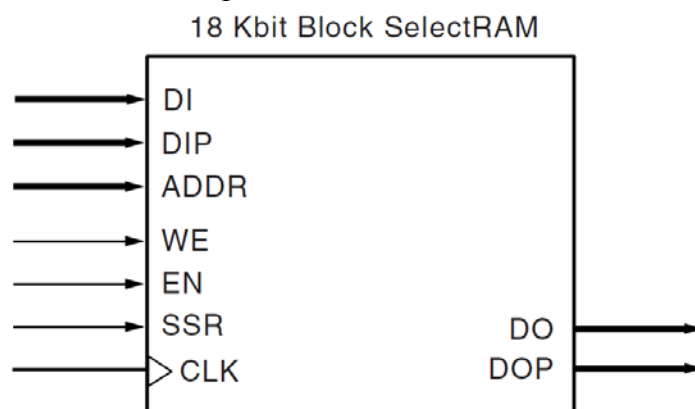 18 Kbit Block SelectRAM
DI
DIP
ADDR
WE
EN
SSR
CLK
DO
DOP